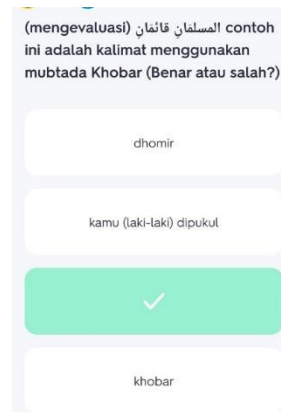 (mengevaluasi) المسلمانِ قائمانِ contoh
ini adalah kalimat menggunakan
mubtada Khobar (Benar atau salah?)
dhomir
kamu (laki-laki) dipukul
khobar